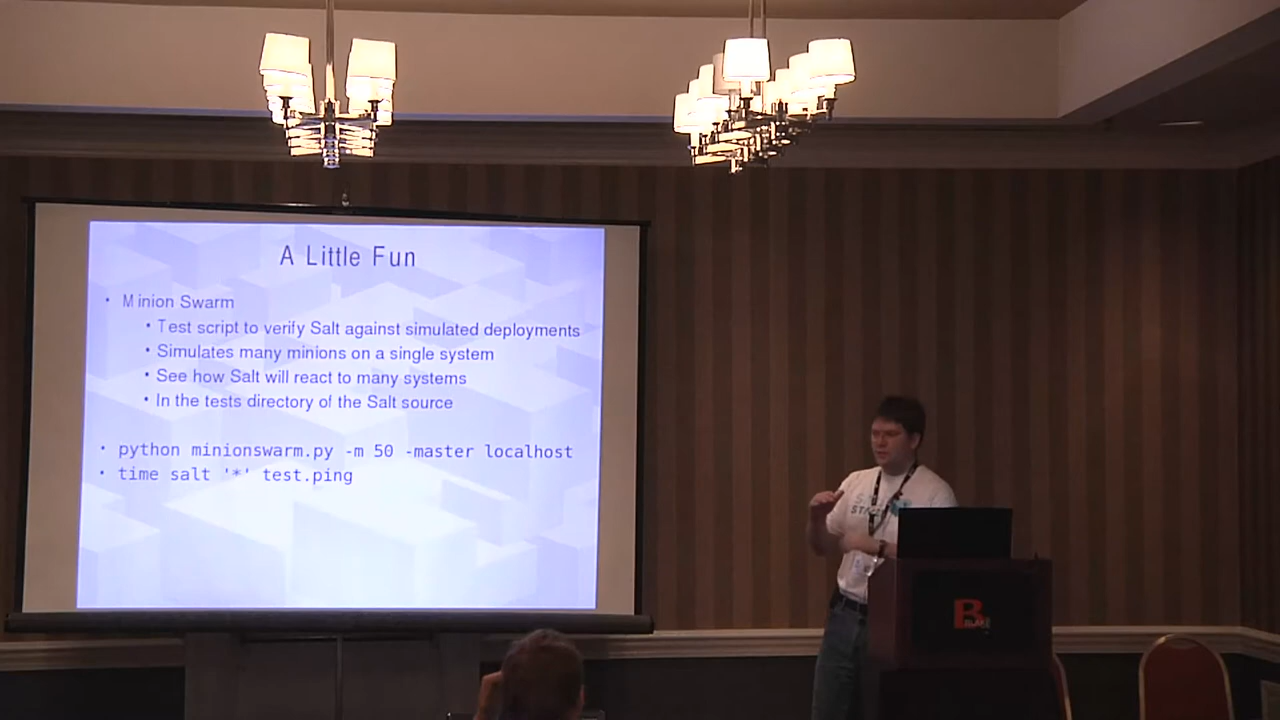 A Little Fun
• Minion Swarm
• Test script to verify Salt against simulated deployments
• Simulates many minions on a single system
• See how Salt will react to many systems
• In the tests directory of the Salt source
• python minionswarm.py -m 50 -master localhost
• time salt '*' test.ping
B
BLAKE